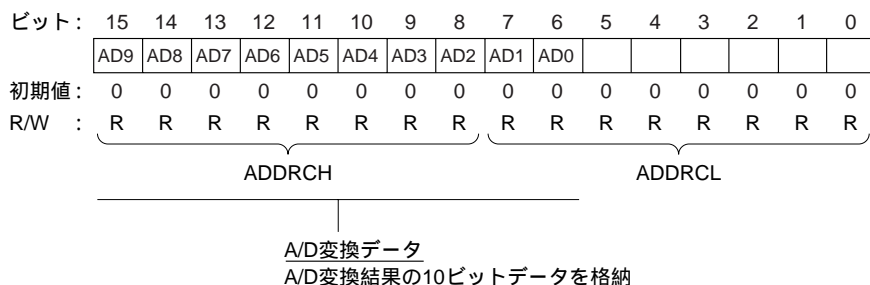 ビット: 15 14 13 12 11 10 9 8 7 6 5 4 3 2 1 0
AD9 AD8 AD7 AD6 AD5 AD4 AD3 AD2 AD1 AD0
初期値: 0 0 0 0 0 0 0 0 0 0 0 0 0 0 0 0
R/W : R R R R R R R R R R R R R R R R
ADDRCH ADDRCL
A/D変換データ
A/D変換結果の10ビットデータを格納